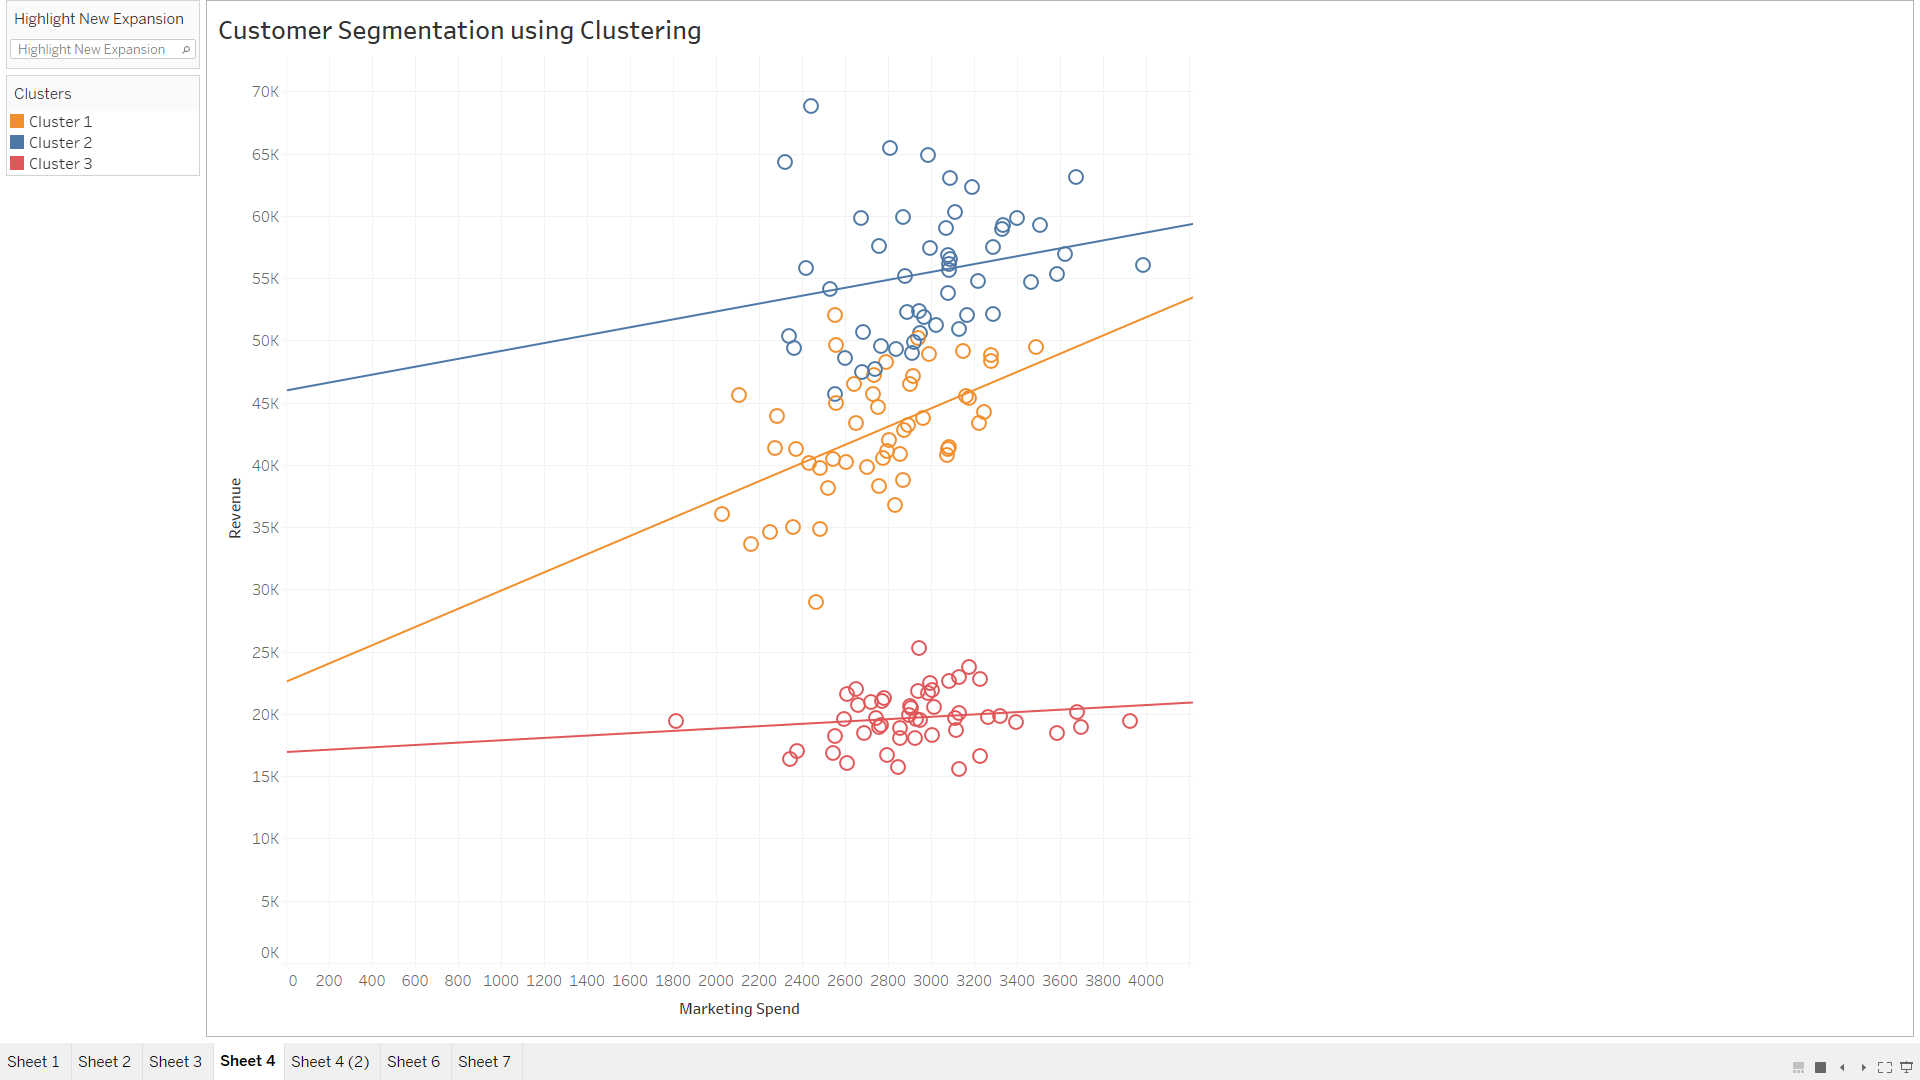 Highlight New Expansion
Highlight New Expansion
Clusters
Cluster 1
Cluster 2
Cluster 3
Customer Segmentation using Clustering
70K
65K
60K
55K
50K
45K
40K
35K
30K
25K
20K
15K
10K
5K
0K
Revenue
0 200 400 600 800 1000 1200 1400 1600 1800 2000 2200 2400 2600 2800 3000 3200 3400 3600 3800 4000
Marketing Spend
Sheet 1 Sheet 2 Sheet 3 Sheet 4 Sheet 4 (2) Sheet 6 Sheet 7